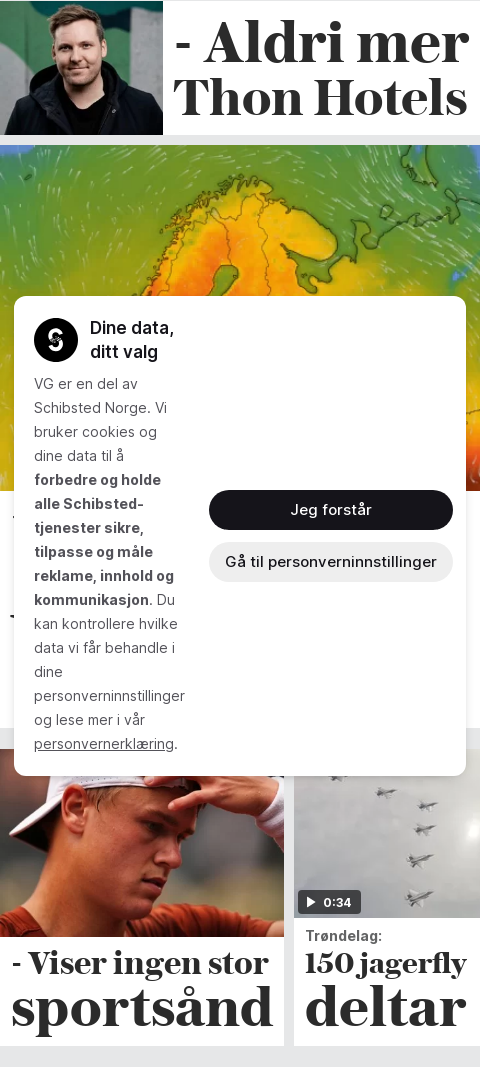 - Aldri mer
Thon Hotels
Dine data,
ditt valg
VG er en del av
Schibsted Norge. Vi
bruker cookies og
dine data til å
forbedre og holde
alle Schibsted-
tjenester sikre,
tilpasse og måle
reklame, innhold og
kommunikasjon. Du
kan kontrollere hvilke
data vi får behandle i
dine
personverninnstillinger
og lese mer i vår
personvernerklæring.
Jeg forstår
Gå til personverninnstillinger
- Viser ingen stor
sportsånd
0:34
Trøndelag:
150 jagerfly
deltar